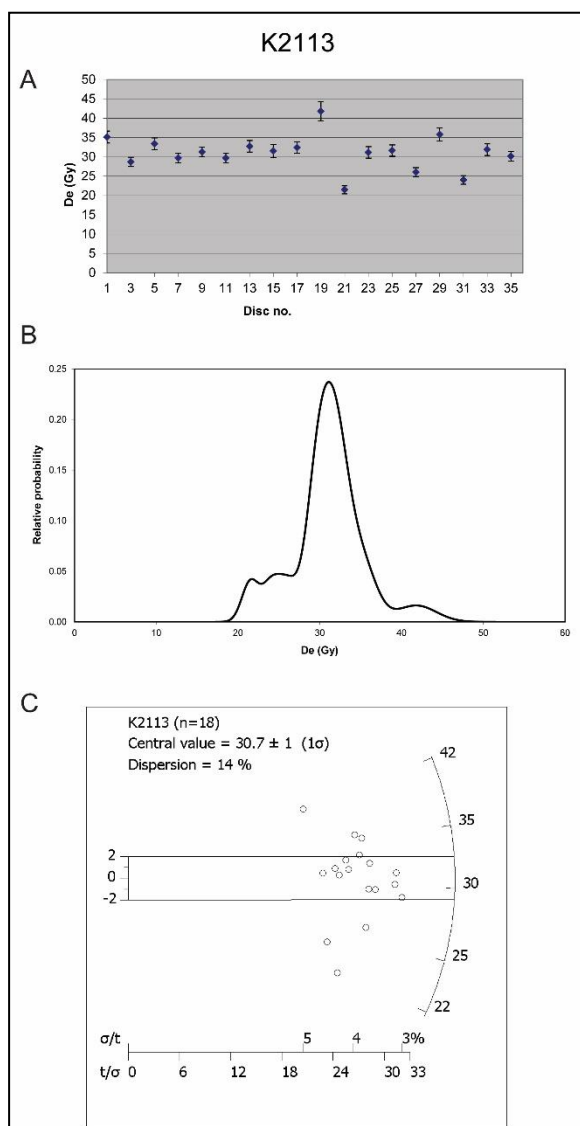 K2113
A
De (Gy)
50
45
40
35
30
25
20
15
10
5
0
1 3 5 7 9 11 13 15 17 19 21 23 25 27 29 31 33 35
Disc no.
B
Relative probability
0.25
0.20
0.15
0.10
0.05
0.00
0 10 20 30 40 50 60
De (Gy)
C
K2113 (n=18)
Central value = 30.7 ± 1 (1σ)
Dispersion = 14 %
42
35
30
25
22
2
0
-2
σ/t 5 4 3%
t/σ 0 6 12 18 24 30 33